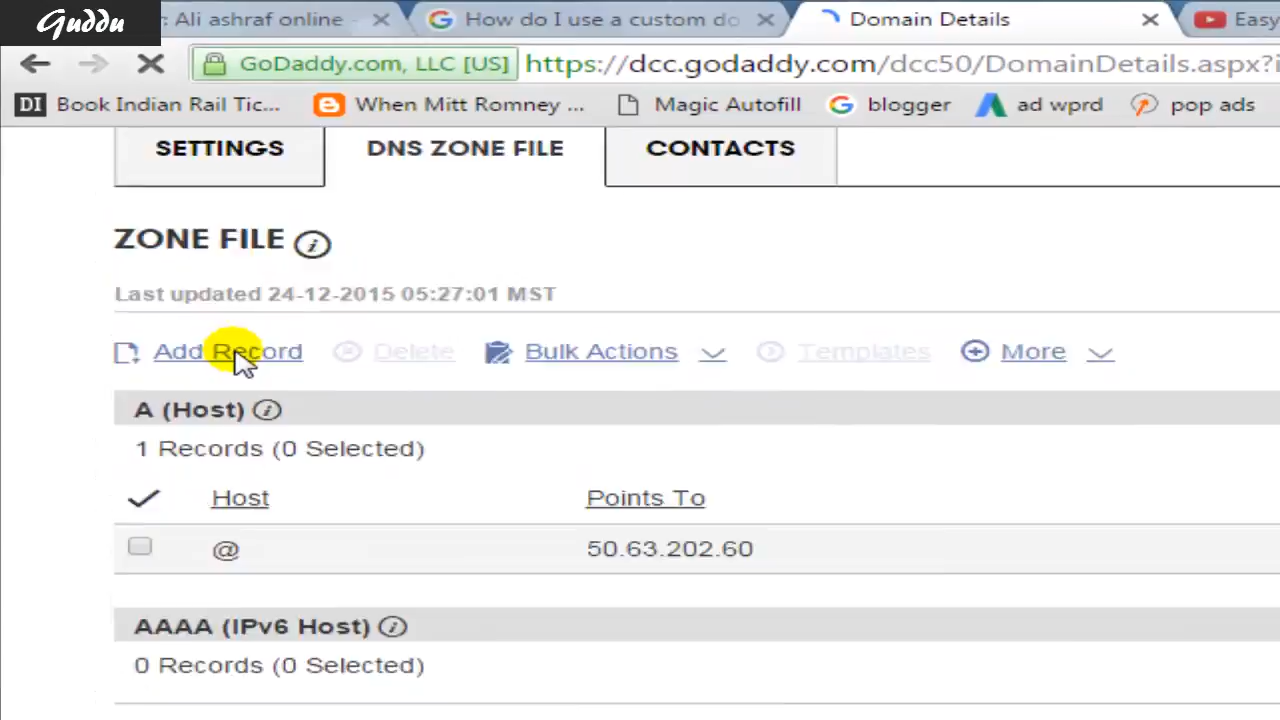 Guddu
: Ali ashraf online
How do I use a custom do
Domain Details
Easy
GoDaddy.com, LLC [US]
https://dcc.godaddy.com/dcc50/DomainDetails.aspx?i
DI
Book Indian Rail Tic...
When Mitt Romney ...
Magic Autofill
blogger
ad wprd
pop ads
SETTINGS
DNS ZONE FILE
CONTACTS
ZONE FILE
Last updated 24-12-2015 05:27:01 MST
Add Record
Delete
Bulk Actions
Templates
More
A (Host)
1 Records (0 Selected)
Host
Points To
@
50.63.202.60
AAAA (IPv6 Host)
0 Records (0 Selected)